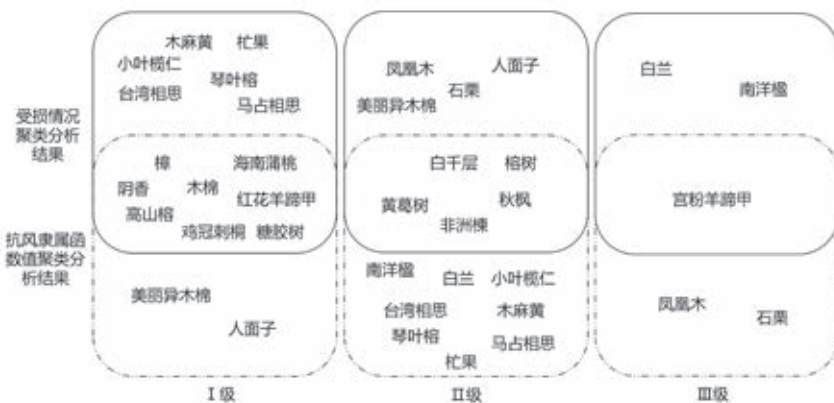 木麻黄 杧果
小叶榄仁
琴叶榕
台湾相思
马占相思
凤凰木 人面子
石栗
美丽异木棉
白兰
南洋楹
受损情况
聚类分析
结果
樟 海南蒲桃
阴香 木棉
红花羊蹄甲
高山榕
鸡冠刺桐 糖胶树
白千层 榕树
黄葛树 秋枫
非洲楝
宫粉羊蹄甲
抗风隶属函
数值聚类分
析结果
美丽异木棉
人面子
南洋楹 白兰 小叶榄仁
台湾相思 木麻黄
琴叶榕 马占相思
杧果
凤凰木
石栗
Ⅰ级 Ⅱ级 Ⅲ级